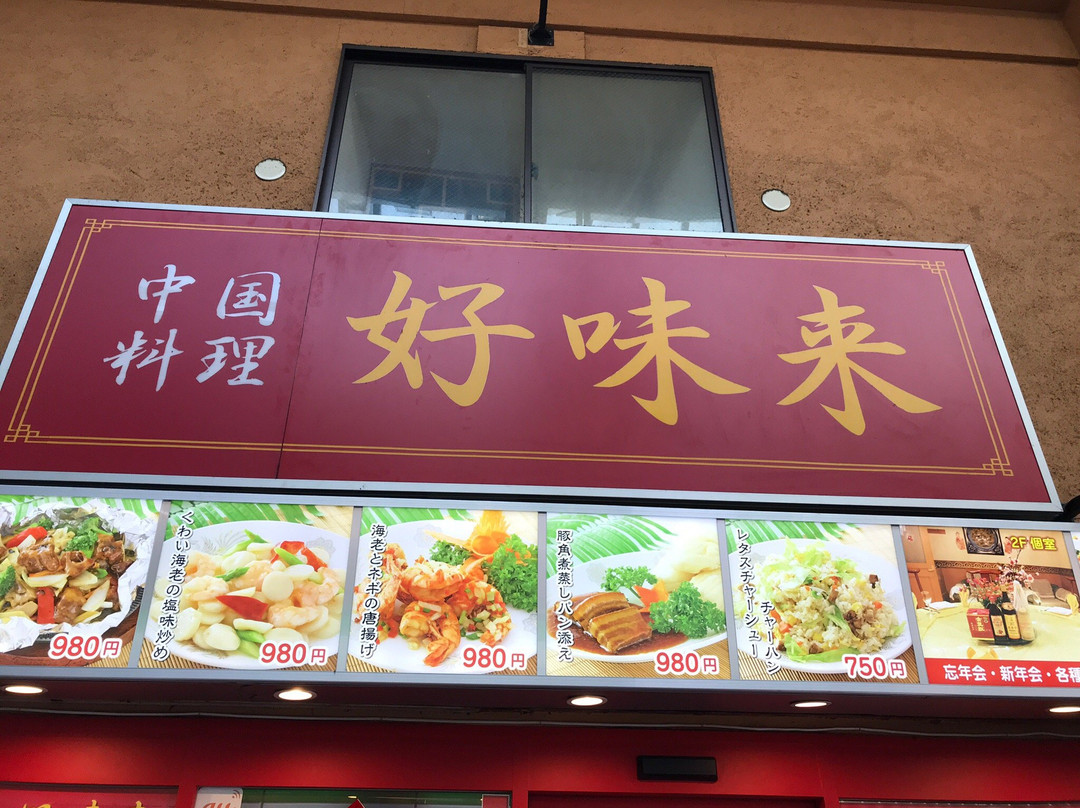 中国
料理
好味来
980円
くわい海老の塩味炒め
980円
海老とネギの唐揚げ
980円
豚角煮蒸しパン添え
980円
レタスチャーシュー
チャーハン
750円
2F個室
忘年会・新年会・各種
au